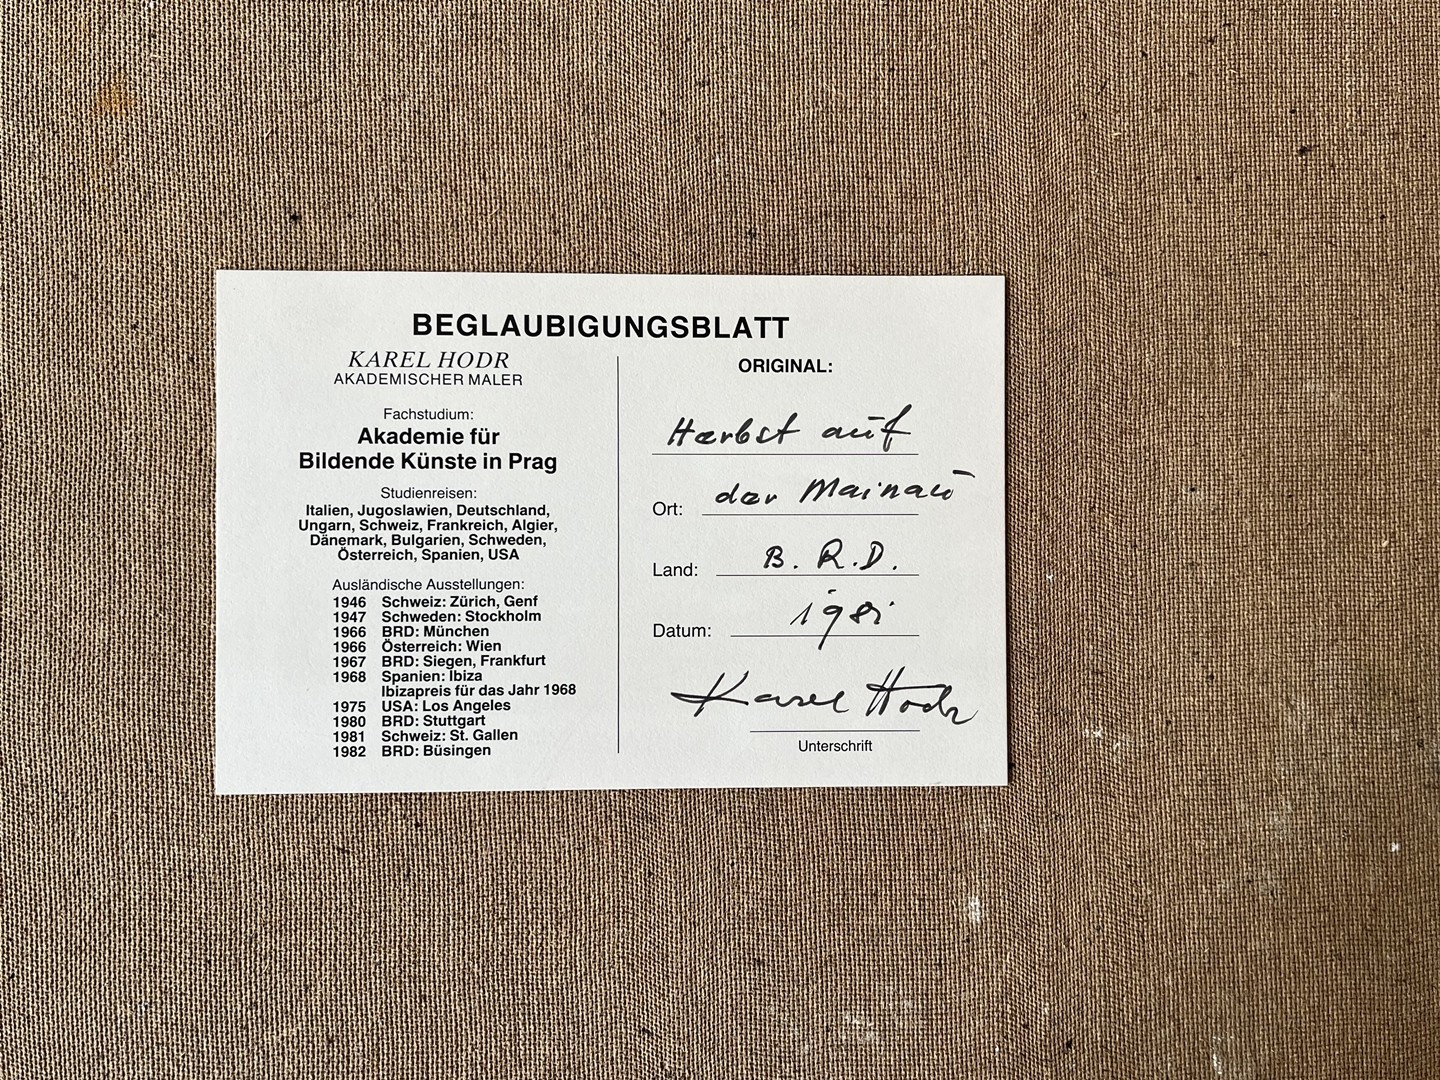 BEGLAUBIGUNGSBLATT
KAREL HODR
AKADEMISCHER MALER
Fachstudium:
Akademie für
Bildende Künste in Prag
Studienreisen:
Italien, Jugoslawien, Deutschland,
Ungarn, Schweiz, Frankreich, Algier,
Dänemark, Bulgarien, Schweden,
Österreich, Spanien, USA
Ausländische Ausstellungen:
1946 Schweiz: Zürich, Genf
1947 Schweden: Stockholm
1966 BRD: München
1966 Österreich: Wien
1967 BRD: Siegen, Frankfurt
1968 Spanien: Ibiza
Ibizapreis für das Jahr 1968
1975 USA: Los Angeles
1980 BRD: Stuttgart
1981 Schweiz: St. Gallen
1982 BRD: Büsingen
ORIGINAL:
Herbst auf
Ort: der Mainau
Land: B. R. D.
Datum: 1981
Karel Hodr
Unterschrift